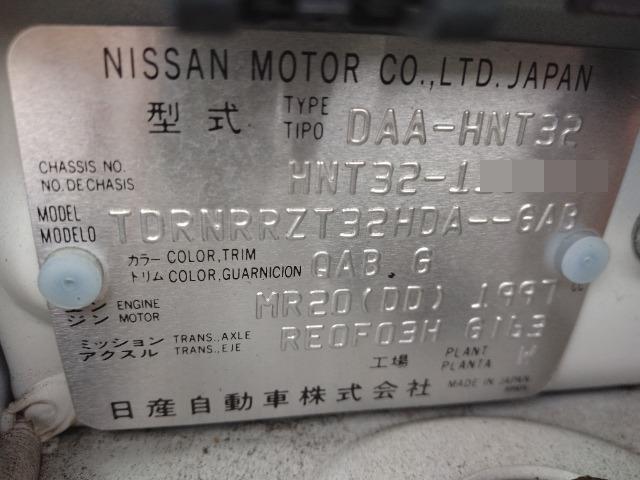 NISSAN MOTOR CO.,LTD. JAPAN
型式 TYPE TIPO DAA-HNT32
CHASSIS NO. NO.DE CHASIS HNT32-1
MODEL MODELO TDRNRRZT32HDA--GAB
カラー COLOR,TRIM
トリム COLOR,GUARNICION QAB G
ENGINE MOTOR MR20(DD) 1997 cc
ミッション TRANS.,AXLE
アクスル TRANS.,EJE RE0F03H G163
工場 PLANT PLANTA W
日産自動車株式会社 MADE IN JAPAN